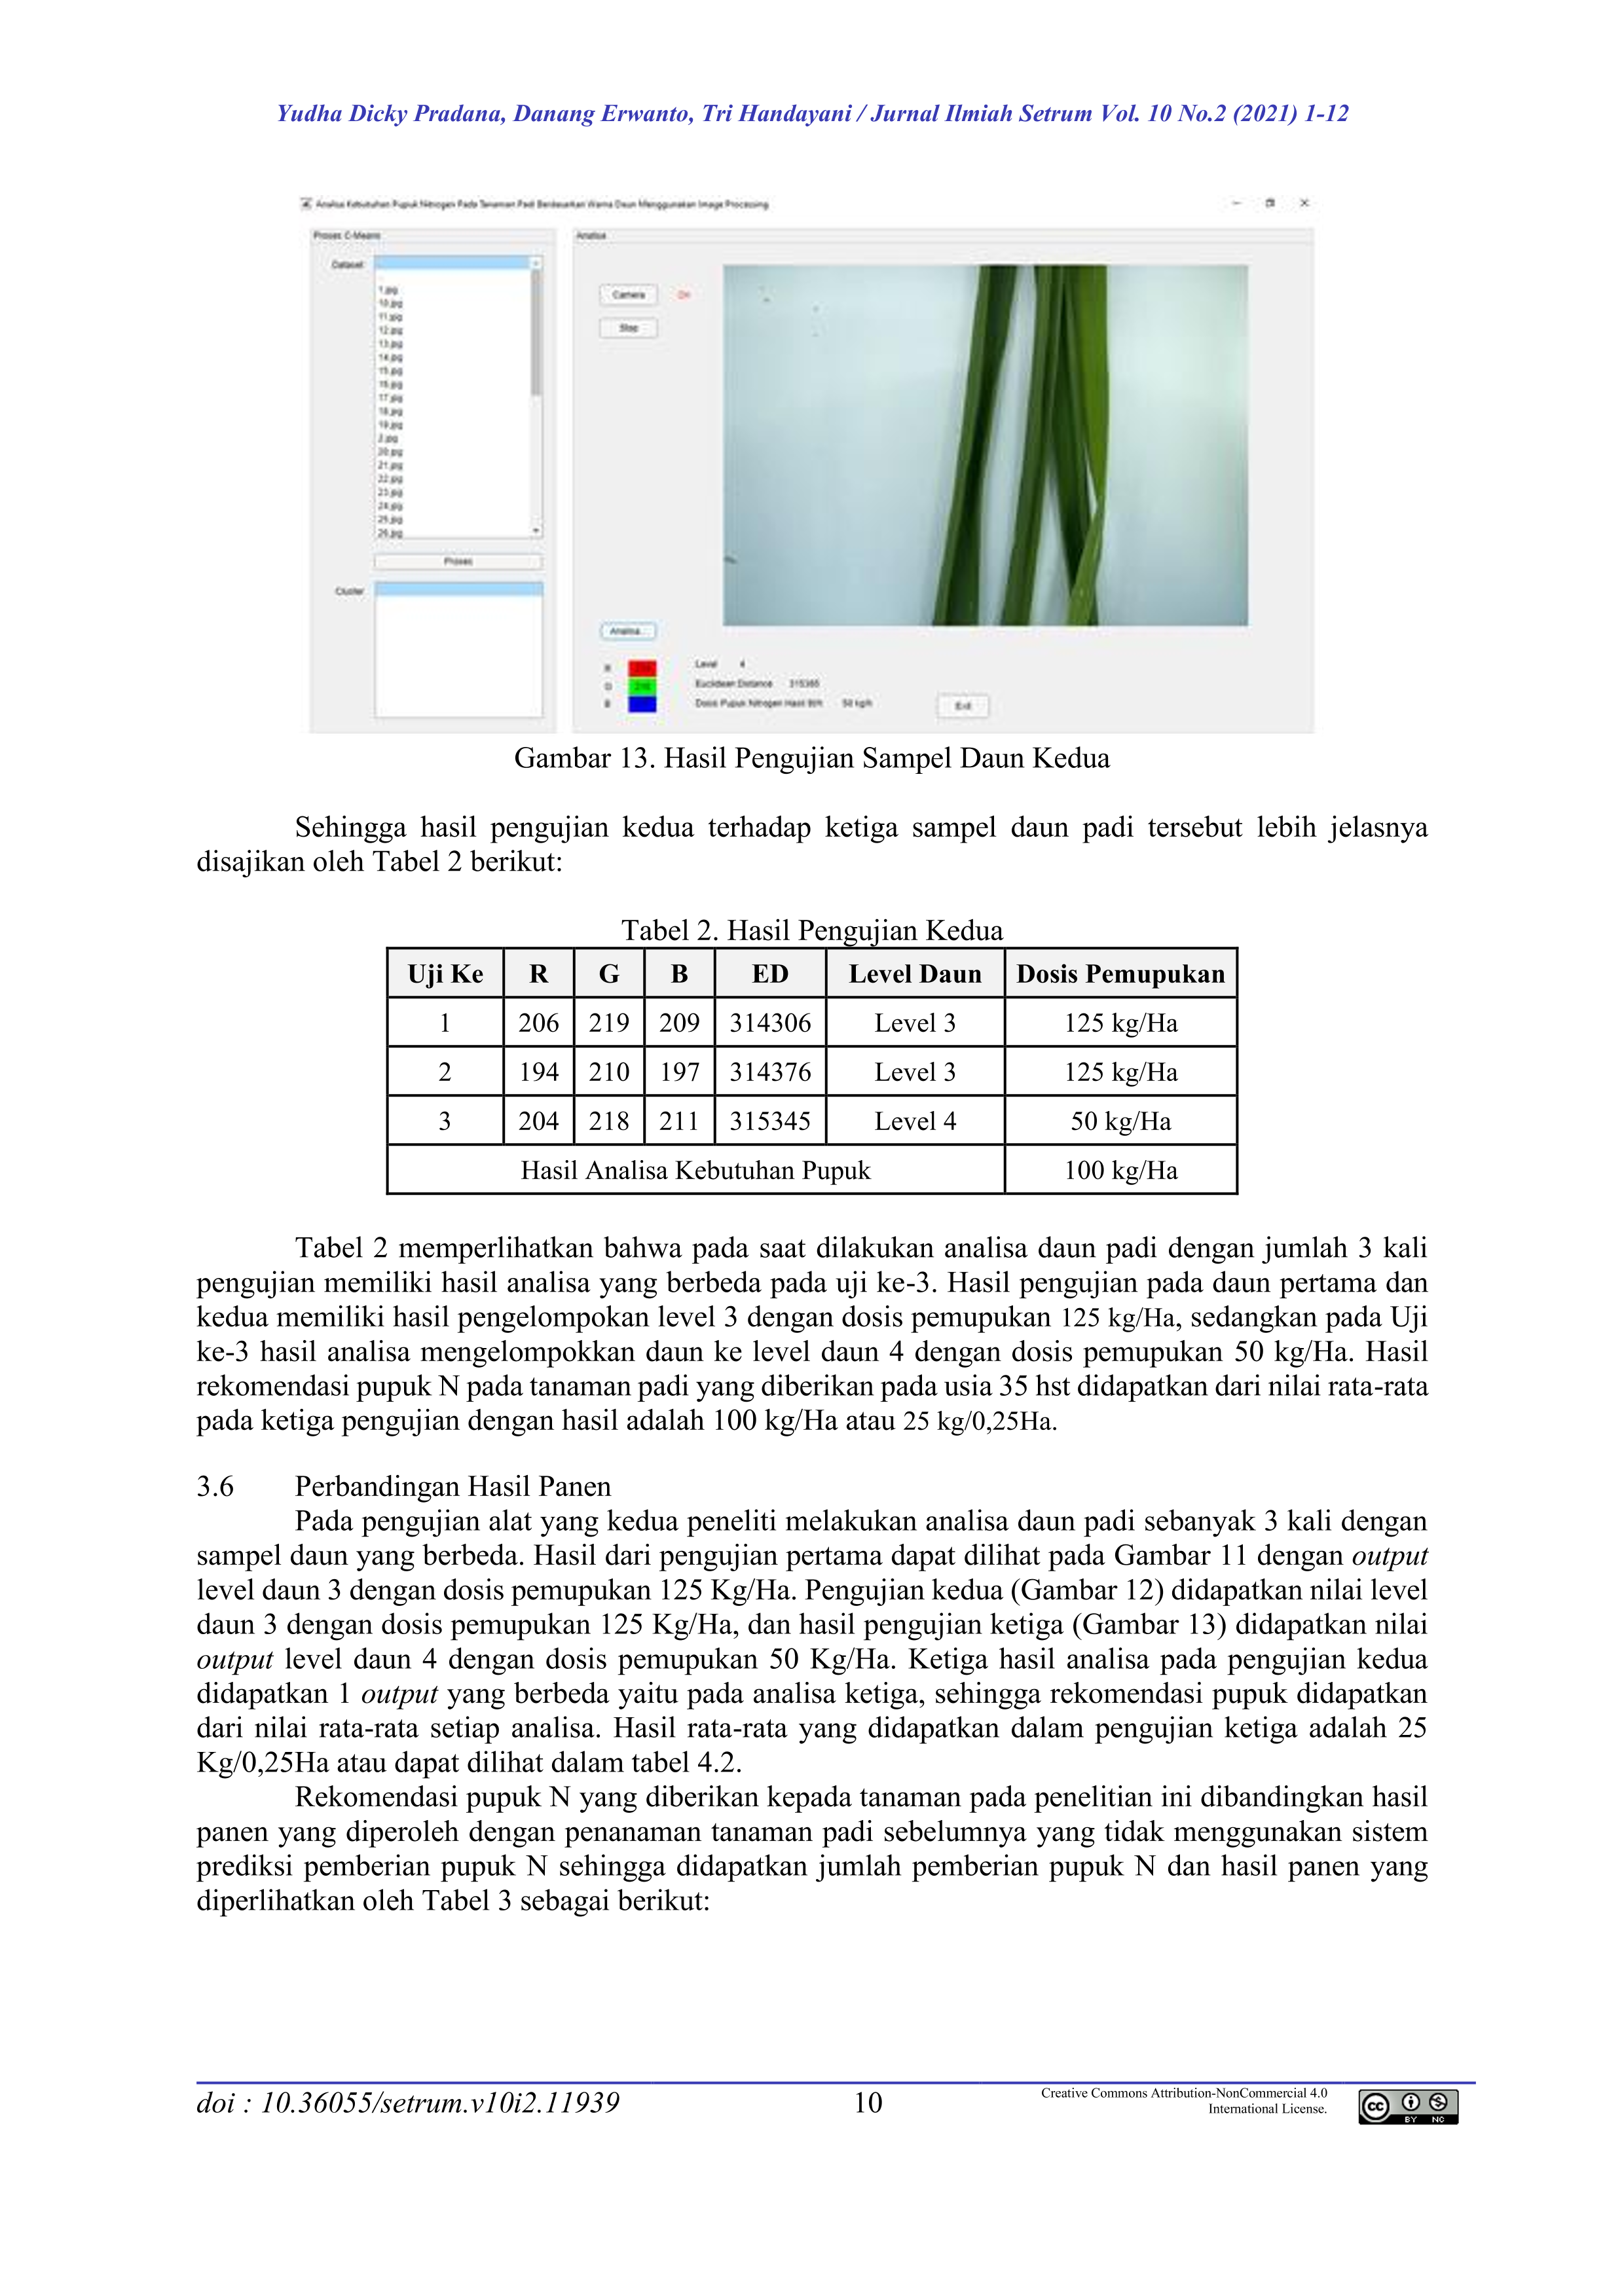 Yudha Dicky Pradana, Danang Erwanto, Tri Handayani / Jurnal Ilmiah Setrum Vol. 10 No.2 (2021) 1-12
Analisa Kebutuhan Pupuk Nitrogen Pada Tanaman Padi Berdasarkan Warna Daun Menggunakan Image Processing
Proses C-Means
Analisa
Dataset
1.jpg
10.jpg
11.jpg
12.jpg
13.jpg
14.jpg
15.jpg
16.jpg
17.jpg
18.jpg
19.jpg
2.jpg
20.jpg
21.jpg
22.jpg
23.jpg
24.jpg
25.jpg
26.jpg
Proses
Cluster
Camera
On
Stop
Analisa
R
G
B
Level 4
Euclidean Distance
Dosis Pupuk Nitrogen Hasil 50 kg/h
Exit
Gambar 13. Hasil Pengujian Sampel Daun Kedua
Sehingga hasil pengujian kedua terhadap ketiga sampel daun padi tersebut lebih jelasnya
disajikan oleh Tabel 2 berikut:
Tabel 2. Hasil Pengujian Kedua
Uji Ke R G B ED Level Daun Dosis Pemupukan
1 206 219 209 314306 Level 3 125 kg/Ha
2 194 210 197 314376 Level 3 125 kg/Ha
3 204 218 211 315345 Level 4 50 kg/Ha
Hasil Analisa Kebutuhan Pupuk 100 kg/Ha
Tabel 2 memperlihatkan bahwa pada saat dilakukan analisa daun padi dengan jumlah 3 kali
pengujian memiliki hasil analisa yang berbeda pada uji ke-3. Hasil pengujian pada daun pertama dan
kedua memiliki hasil pengelompokan level 3 dengan dosis pemupukan 125 kg/Ha, sedangkan pada Uji
ke-3 hasil analisa mengelompokkan daun ke level daun 4 dengan dosis pemupukan 50 kg/Ha. Hasil
rekomendasi pupuk N pada tanaman padi yang diberikan pada usia 35 hst didapatkan dari nilai rata-rata
pada ketiga pengujian dengan hasil adalah 100 kg/Ha atau 25 kg/0,25Ha.
3.6 Perbandingan Hasil Panen
Pada pengujian alat yang kedua peneliti melakukan analisa daun padi sebanyak 3 kali dengan
sampel daun yang berbeda. Hasil dari pengujian pertama dapat dilihat pada Gambar 11 dengan output
level daun 3 dengan dosis pemupukan 125 Kg/Ha. Pengujian kedua (Gambar 12) didapatkan nilai level
daun 3 dengan dosis pemupukan 125 Kg/Ha, dan hasil pengujian ketiga (Gambar 13) didapatkan nilai
output level daun 4 dengan dosis pemupukan 50 Kg/Ha. Ketiga hasil analisa pada pengujian kedua
didapatkan 1 output yang berbeda yaitu pada analisa ketiga, sehingga rekomendasi pupuk didapatkan
dari nilai rata-rata setiap analisa. Hasil rata-rata yang didapatkan dalam pengujian ketiga adalah 25
Kg/0,25Ha atau dapat dilihat dalam tabel 4.2.
Rekomendasi pupuk N yang diberikan kepada tanaman pada penelitian ini dibandingkan hasil
panen yang diperoleh dengan penanaman tanaman padi sebelumnya yang tidak menggunakan sistem
prediksi pemberian pupuk N sehingga didapatkan jumlah pemberian pupuk N dan hasil panen yang
diperlihatkan oleh Tabel 3 sebagai berikut:
doi : 10.36055/setrum.v10i2.11939
10
Creative Commons Attribution-NonCommercial 4.0
International License.
cc
BY NC